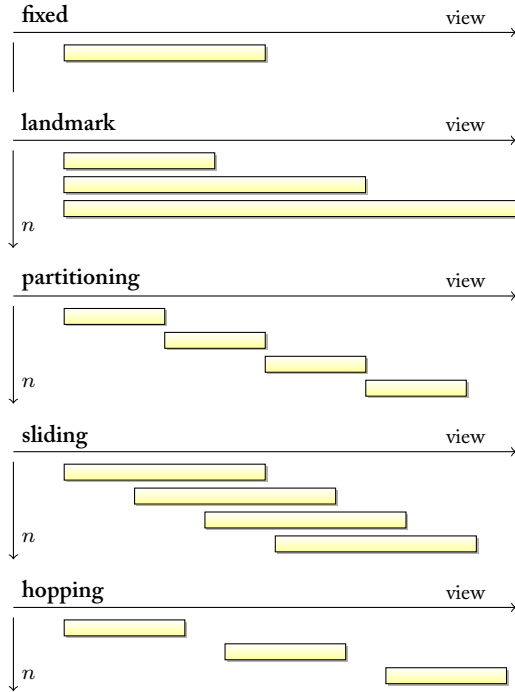 fixed
view
landmark
view
n
partitioning
view
n
sliding
view
n
hopping
view
n